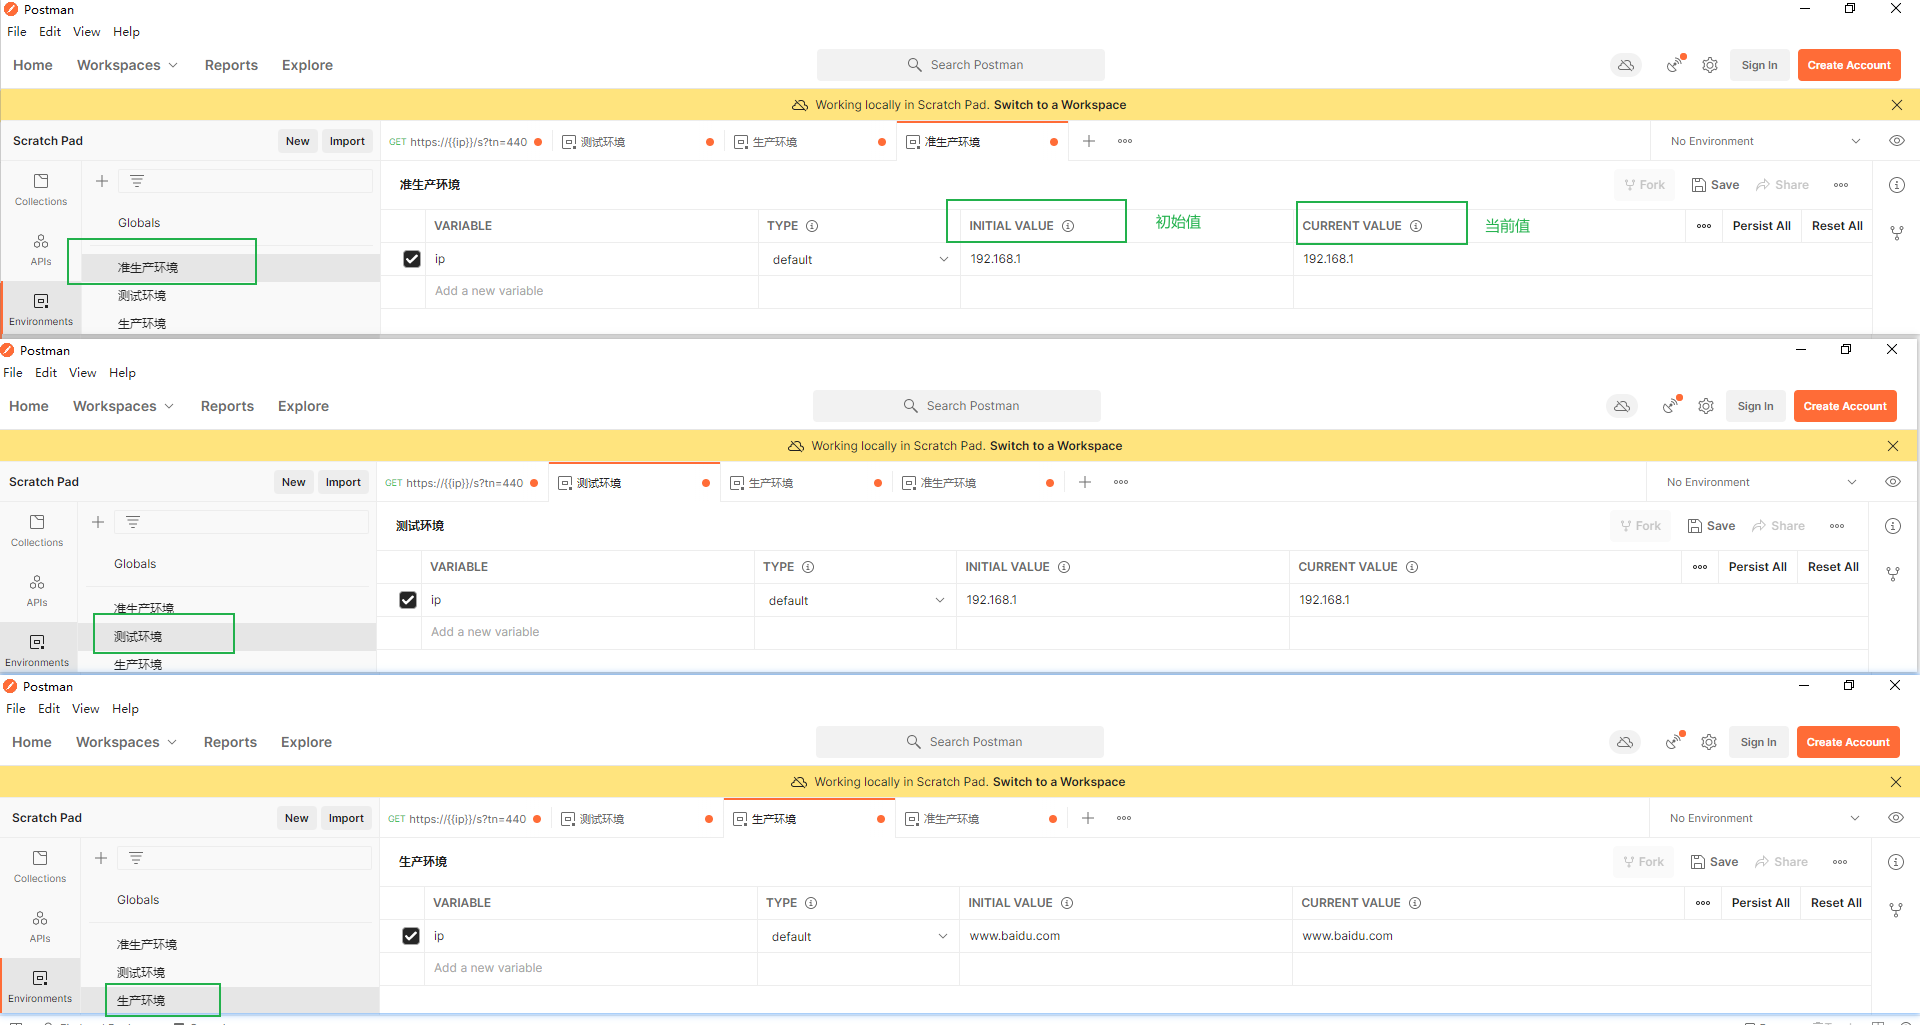 Postman
File Edit View Help
Home Workspaces Reports Explore Search Postman Sign In Create Account
Working locally in Scratch Pad. Switch to a Workspace
Scratch Pad New Import GET https://{{ip}}/s?tn=440 测试环境 生产环境 准生产环境 No Environment
准生产环境 Fork Save Share
Collections
Globals VARIABLE TYPE INITIAL VALUE 初始值 CURRENT VALUE 当前值 Persist All Reset All
APIs
准生产环境 ip default 192.168.1 192.168.1
测试环境 Add a new variable
Environments 生产环境
Postman
File Edit View Help
Home Workspaces Reports Explore Search Postman Sign In Create Account
Working locally in Scratch Pad. Switch to a Workspace
Scratch Pad New Import GET https://{{ip}}/s?tn=440 测试环境 生产环境 准生产环境 No Environment
测试环境 Fork Save Share
Collections
Globals VARIABLE TYPE INITIAL VALUE CURRENT VALUE Persist All Reset All
APIs
准生产环境 ip default 192.168.1 192.168.1
测试环境 Add a new variable
Environments 生产环境
Postman
File Edit View Help
Home Workspaces Reports Explore Search Postman Sign In Create Account
Working locally in Scratch Pad. Switch to a Workspace
Scratch Pad New Import GET https://{{ip}}/s?tn=440 测试环境 生产环境 准生产环境 No Environment
生产环境 Fork Save Share
Collections
Globals VARIABLE TYPE INITIAL VALUE CURRENT VALUE Persist All Reset All
APIs
准生产环境 ip default www.baidu.com www.baidu.com
测试环境 Add a new variable
Environments 生产环境